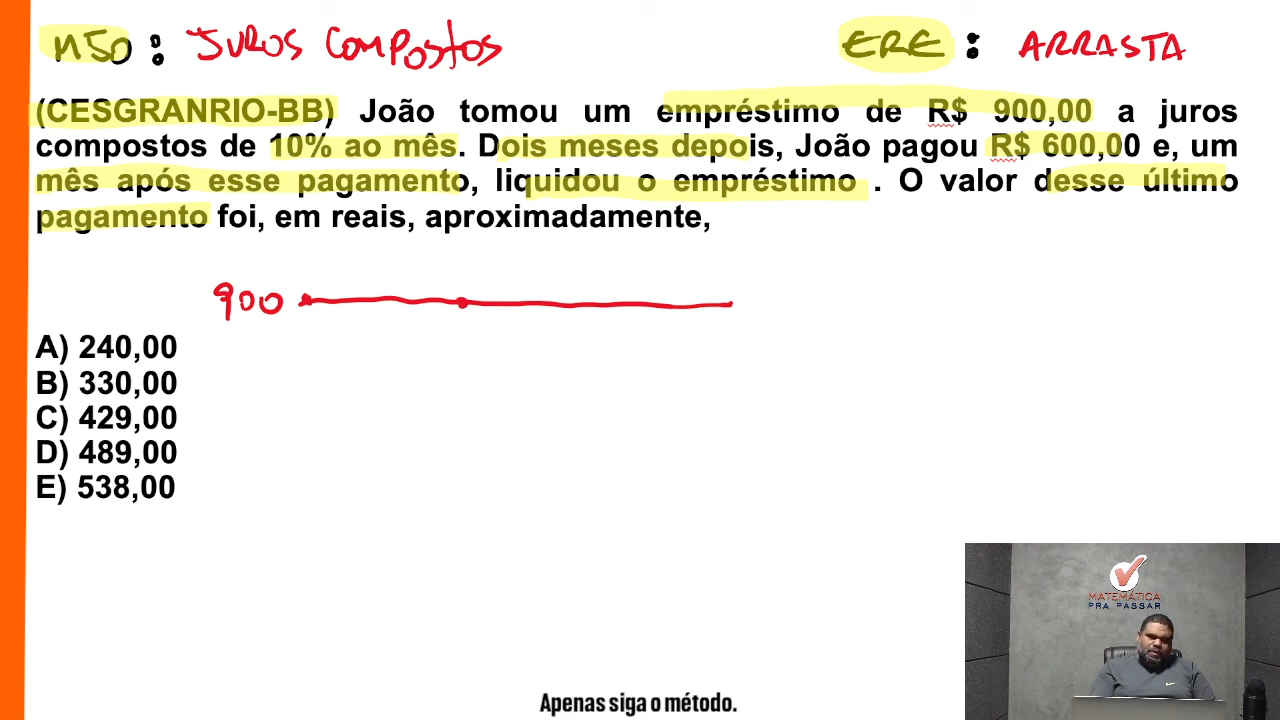 MSO : JUROS COMPOSTOS
ERE : ARRASTA
(CESGRANRIO-BB) João tomou um empréstimo de R$ 900,00 a juros
compostos de 10% ao mês. Dois meses depois, João pagou R$ 600,00 e, um
mês após esse pagamento, liquidou o empréstimo . O valor desse último
pagamento foi, em reais, aproximadamente,
900
A) 240,00
B) 330,00
C) 429,00
D) 489,00
E) 538,00
MATEMÁTICA
PRA PASSAR
Apenas siga o método.